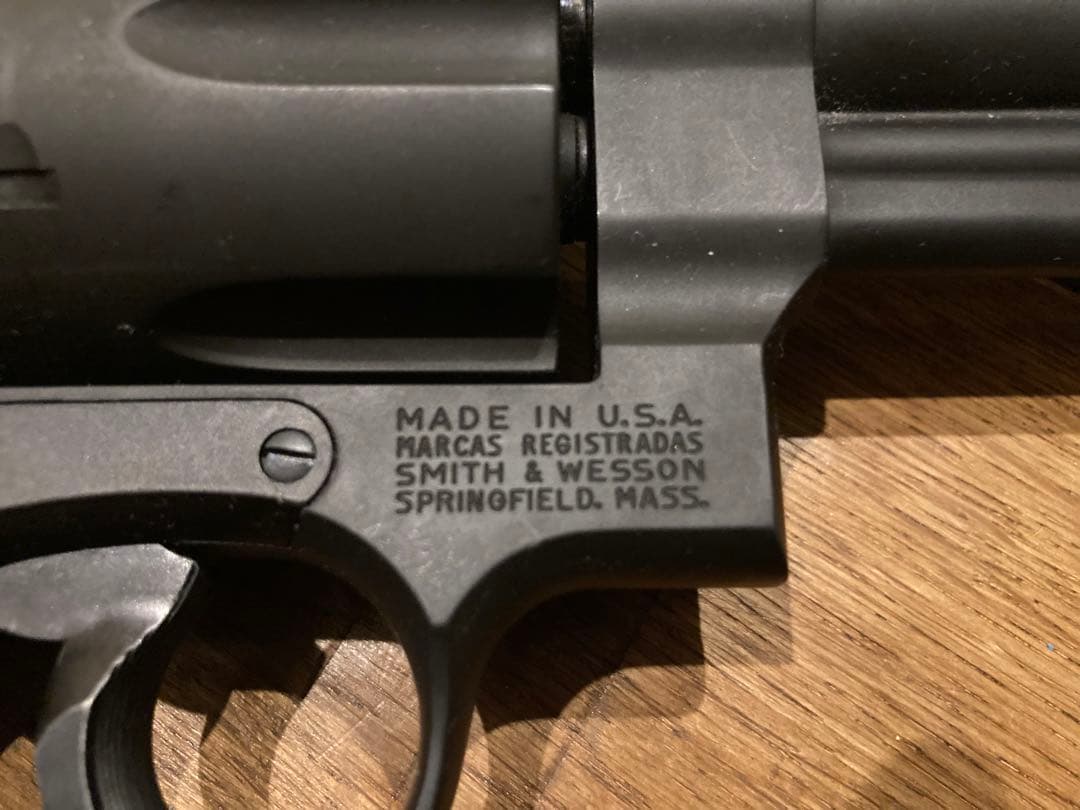 MADE IN U.S.A.
MARCAS REGISTRADAS
SMITH & WESSON
SPRINGFIELD. MASS.